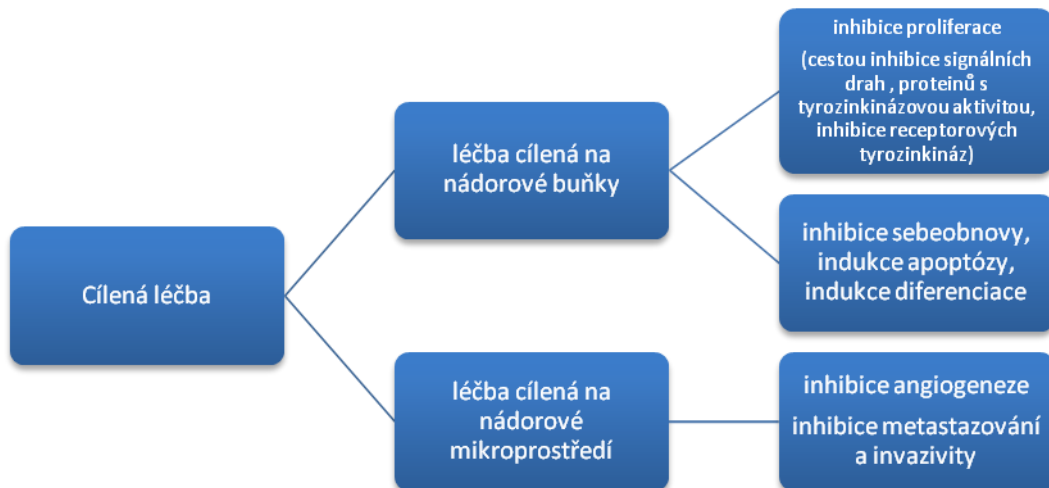 Cílená léčba
léčba cílená na
nádorové buňky
inhibice proliferace
(cestou inhibice signálních
drah , proteinů s
tyrozinkinázovou aktivitou,
inhibice receptorových
tyrozinkináz)
inhibice sebeobnovy,
indukce apoptózy,
indukce diferenciace
léčba cílená na
nádorové
mikroprostředí
inhibice angiogeneze
inhibice metastazování
a invazivity